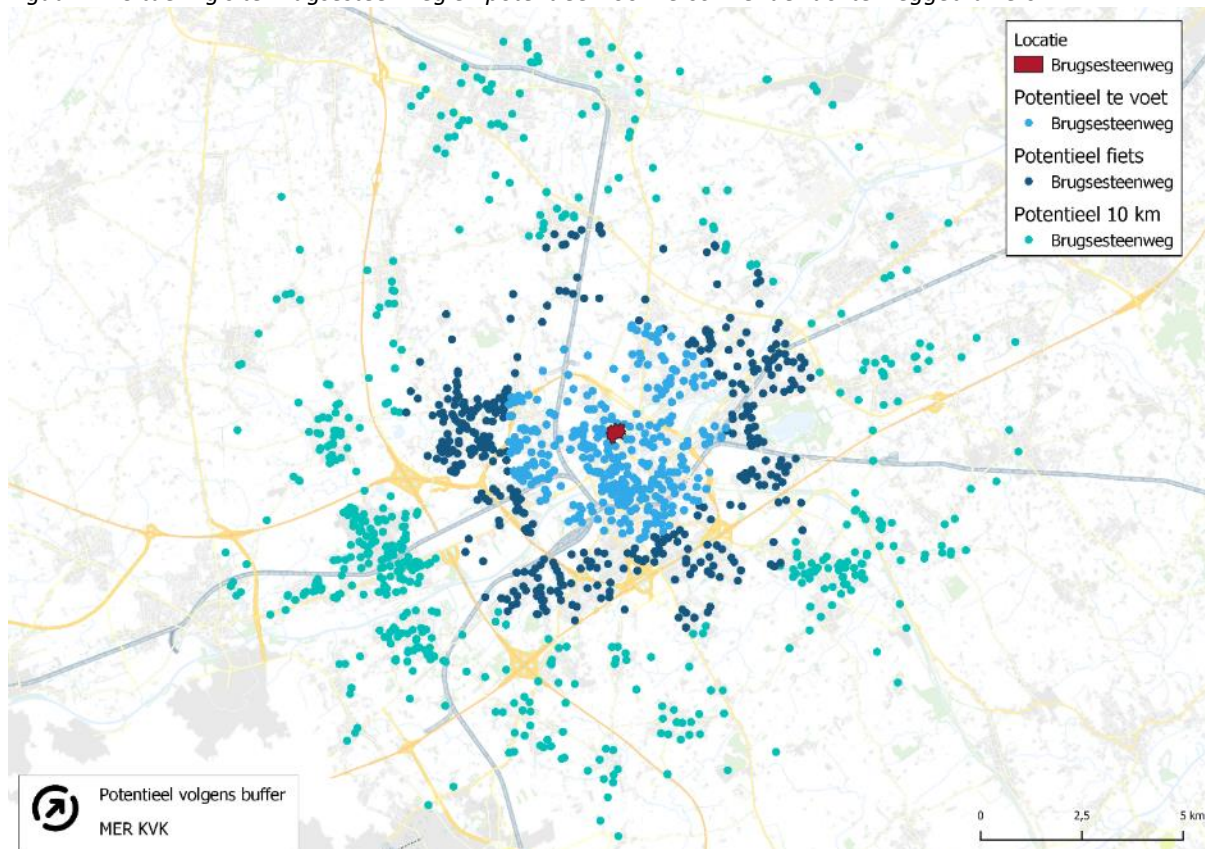 Locatie
Brugsesteenweg
Potentieel te voet
Brugsesteenweg
Potentieel fiets
Brugsesteenweg
Potentieel 10 km
Brugsesteenweg
Potentieel volgens buffer
MER KVK
0 2,5 5 km